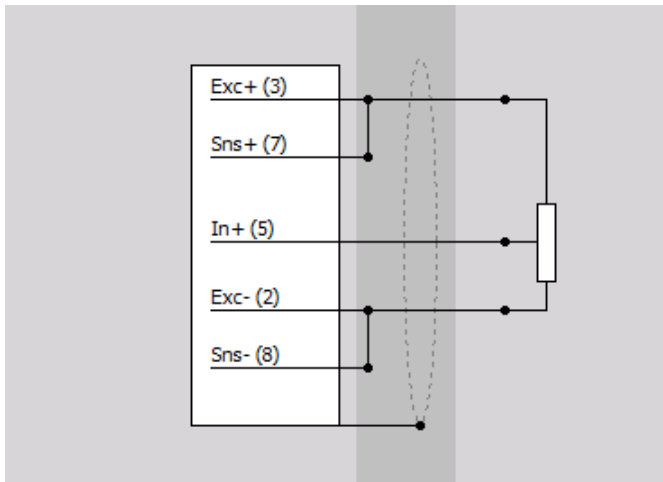 Exc+ (3)
Sns+ (7)
In+ (5)
Exc- (2)
Sns- (8)